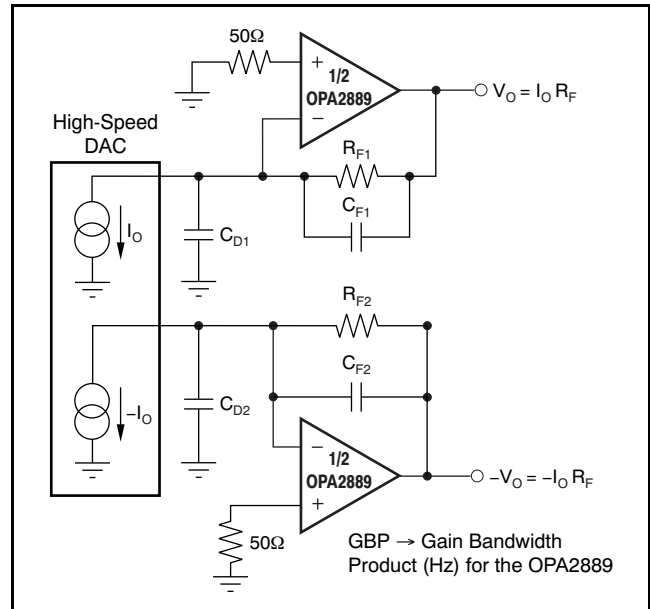 50Ω
+
1/2
OPA2889
−
V_O = I_O R_F
High-Speed
DAC
R_F1
C_F1
I_O
C_D1
R_F2
C_F2
−I_O
C_D2
−
1/2
OPA2889
+
−V_O = −I_O R_F
50Ω
GBP → Gain Bandwidth
Product (Hz) for the OPA2889